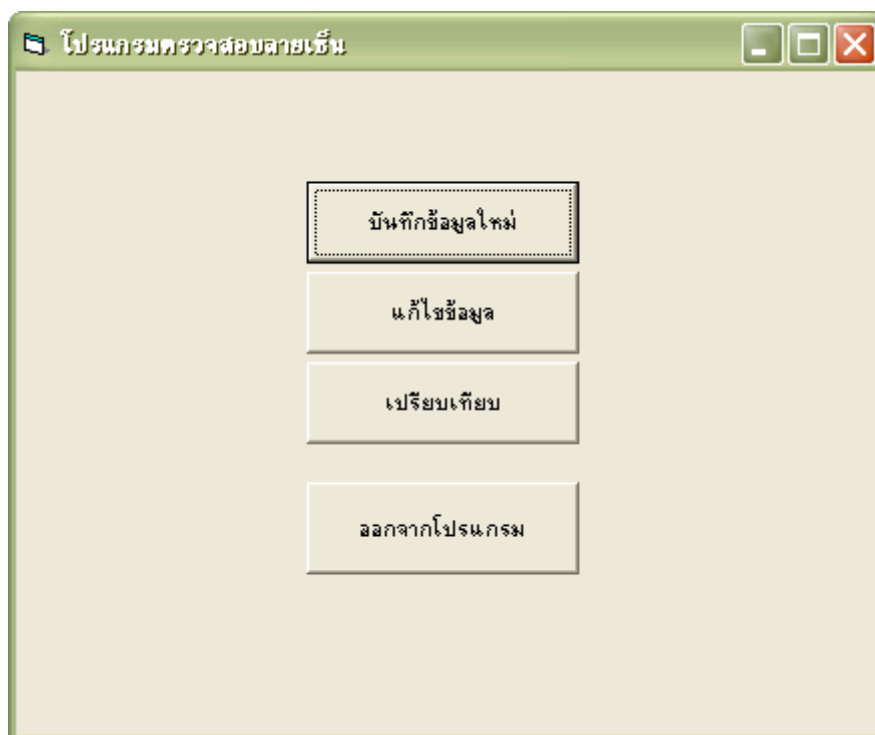 โปรแกรมตรวจสอบลายเซ็น
บันทึกข้อมูลใหม่
แก้ไขข้อมูล
เปรียบเทียบ
ออกจากโปรแกรม